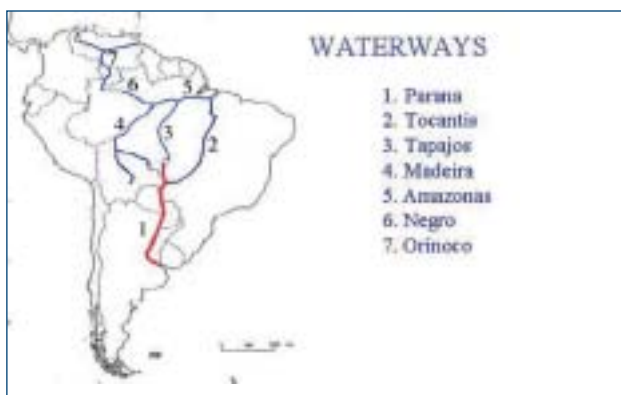 WATERWAYS
1. Parana
2. Tocantis
3. Tapajos
4. Madeira
5. Amazonas
6. Negro
7. Orinoco
7
6
5
4
3
2
1